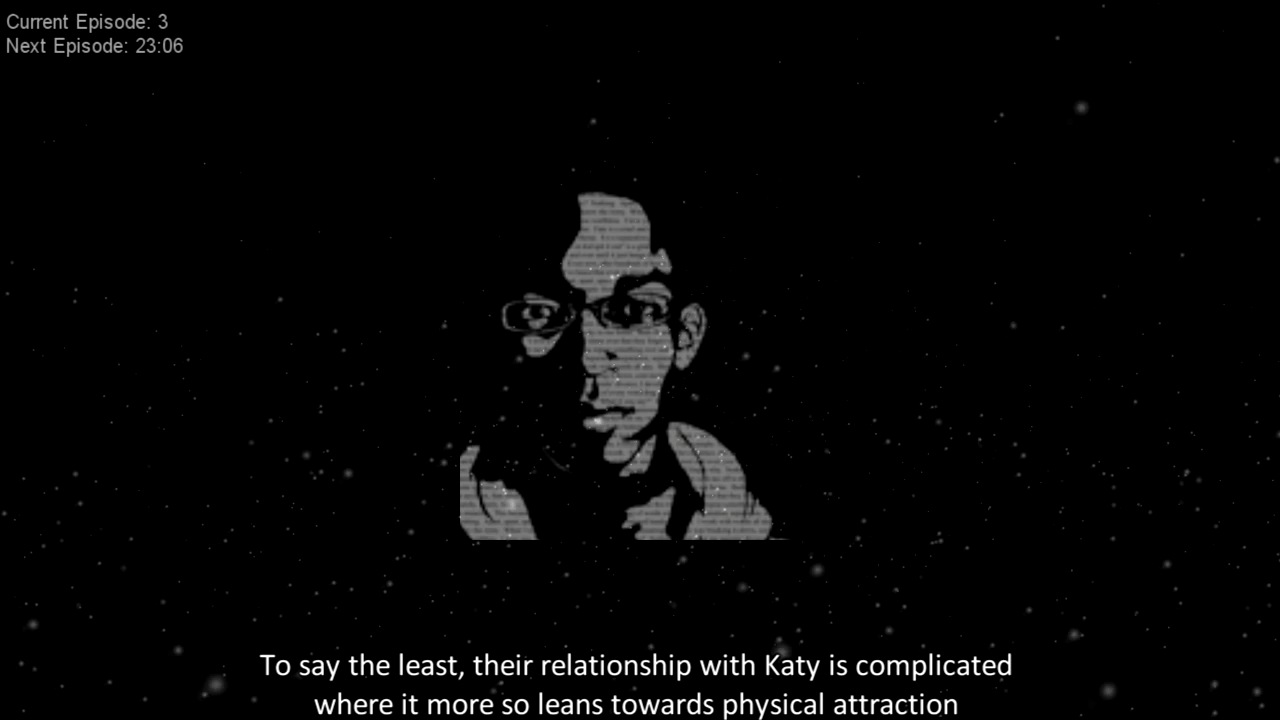 Current Episode: 3
Next Episode: 23:06
To say the least, their relationship with Katy is complicated
where it more so leans towards physical attraction